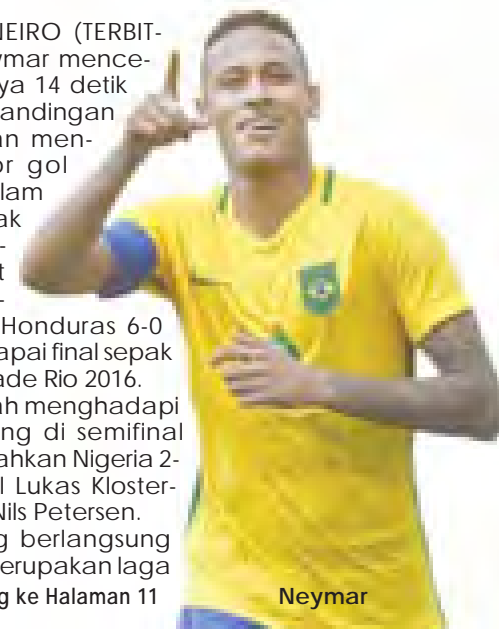 NEIRO (TERBIT-
ymar mence-
ya 14 detik
andingan
an men-
or gol
lam
ak
-
t
-
Honduras 6-0
apai final sepak
ade Rio 2016.
ah menghadapi
ng di semifinal
ahkan Nigeria 2-
l Lukas Kloster-
Nils Petersen.
g berlangsung
erupakan laga
g ke Halaman 11
Neymar